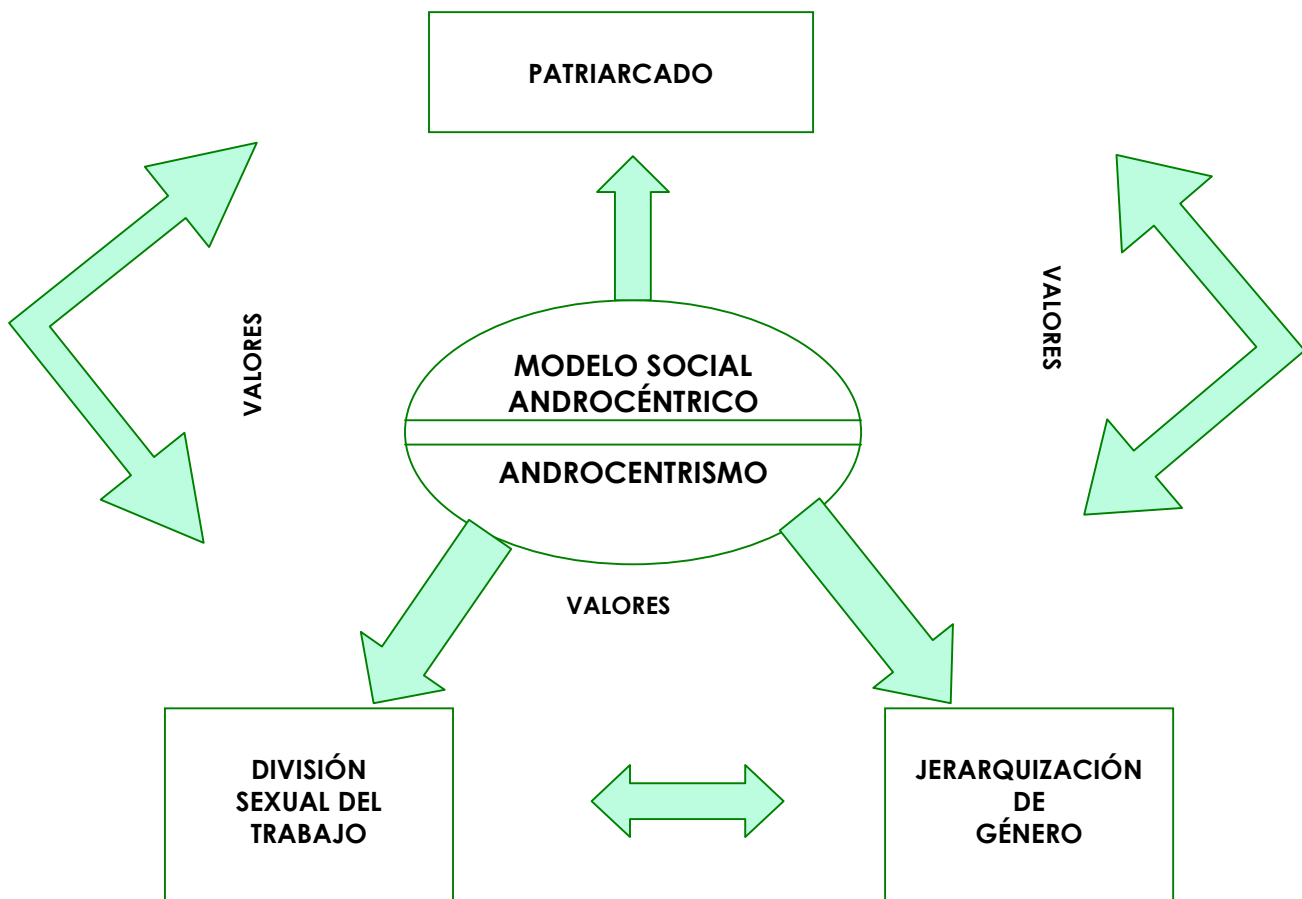 PATRIARCADO
VALORES
VALORES
MODELO SOCIAL
ANDROCÉNTRICO
ANDROCENTRISMO
VALORES
DIVISIÓN
SEXUAL DEL
TRABAJO
JERARQUIZACIÓN
DE
GÉNERO